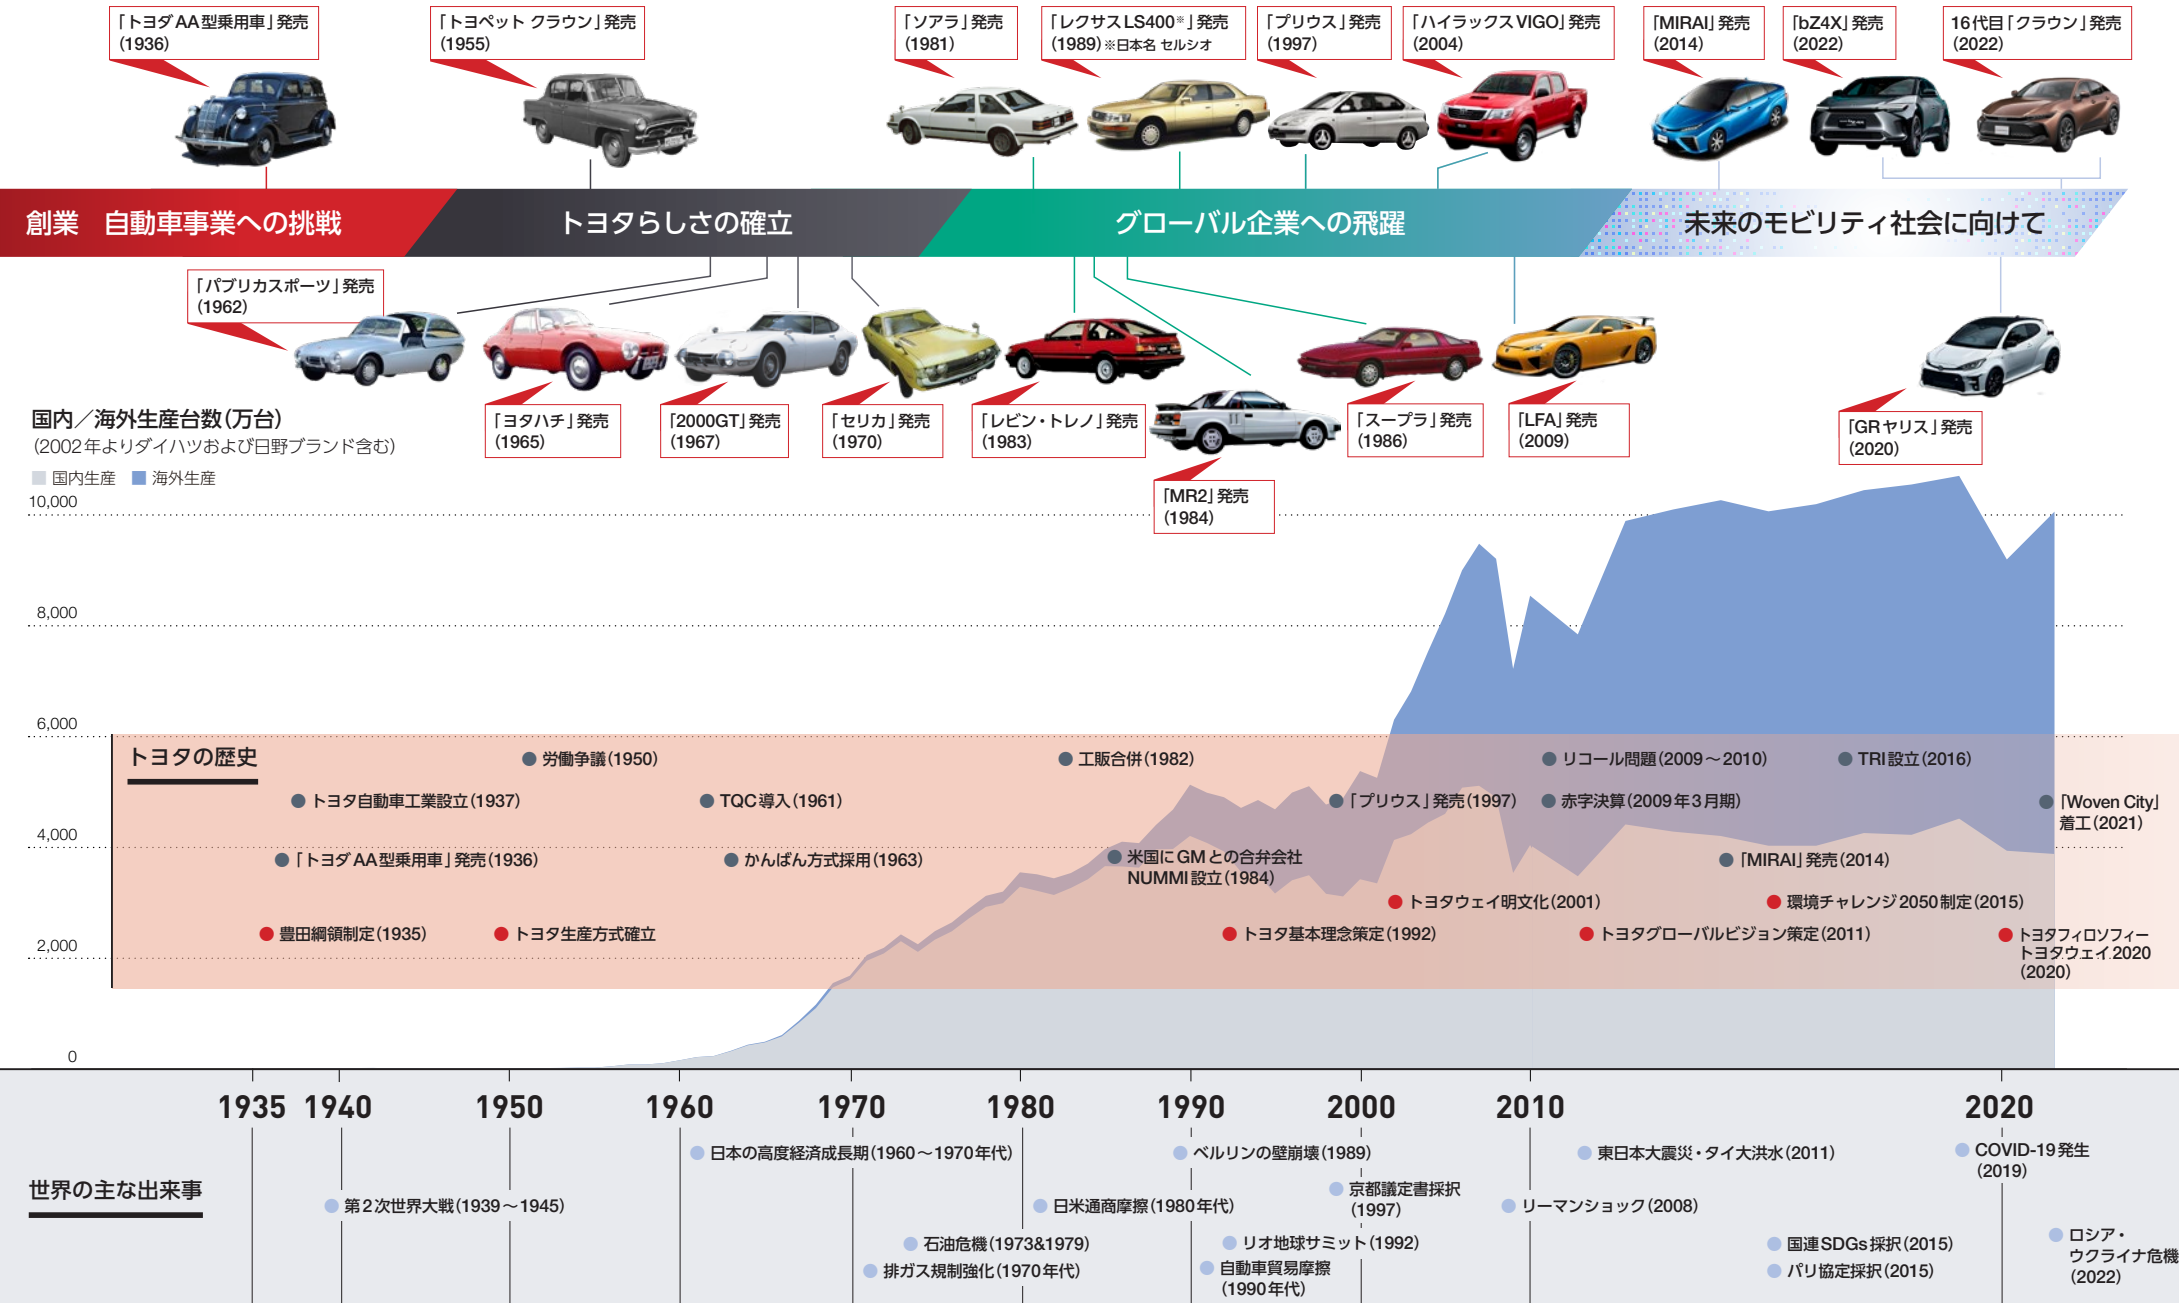 「トヨダAA型乗用車」発売
(1936)
「トヨペット クラウン」発売
(1955)
「ソアラ」発売
(1981)
「レクサスLS400※」発売
(1989)※日本名 セルシオ
「プリウス」発売
(1997)
「ハイラックスVIGO」発売
(2004)
「MIRAI」発売
(2014)
「bZ4X」発売
(2022)
16代目「クラウン」発売
(2022)
創業　自動車事業への挑戦
トヨタらしさの確立
グローバル企業への飛躍
未来のモビリティ社会に向けて
「パブリカスポーツ」発売
(1962)
「ヨタハチ」発売
(1965)
「2000GT」発売
(1967)
「セリカ」発売
(1970)
「レビン・トレノ」発売
(1983)
「MR2」発売
(1984)
「スープラ」発売
(1986)
「LFA」発売
(2009)
「GRヤリス」発売
(2020)
国内／海外生産台数(万台)
(2002年よりダイハツおよび日野ブランド含む)
国内生産 海外生産
10,000
8,000
6,000
4,000
2,000
0
トヨタの歴史
労働争議(1950)
工販合併(1982)
リコール問題(2009～2010)
TRI設立(2016)
トヨタ自動車工業設立(1937)
TQC導入(1961)
「プリウス」発売(1997)
赤字決算(2009年3月期)
「Woven City」
着工(2021)
「トヨダAA型乗用車」発売(1936)
かんばん方式採用(1963)
米国にGMとの合弁会社
NUMMI設立(1984)
「MIRAI」発売(2014)
トヨタウェイ明文化(2001)
環境チャレンジ2050制定(2015)
豊田綱領制定(1935)
トヨタ生産方式確立
トヨタ基本理念策定(1992)
トヨタグローバルビジョン策定(2011)
トヨタフィロソフィー
トヨタウェイ2020
(2020)
1935 1940 1950 1960 1970 1980 1990 2000 2010 2020
世界の主な出来事
日本の高度経済成長期(1960～1970年代)
ベルリンの壁崩壊(1989)
東日本大震災・タイ大洪水(2011)
COVID-19発生
(2019)
第2次世界大戦(1939～1945)
日米通商摩擦(1980年代)
京都議定書採択
(1997)
リーマンショック(2008)
石油危機(1973&1979)
リオ地球サミット(1992)
国連SDGs採択(2015)
ロシア・
ウクライナ危機
(2022)
排ガス規制強化(1970年代)
自動車貿易摩擦
(1990年代)
パリ協定採択(2015)